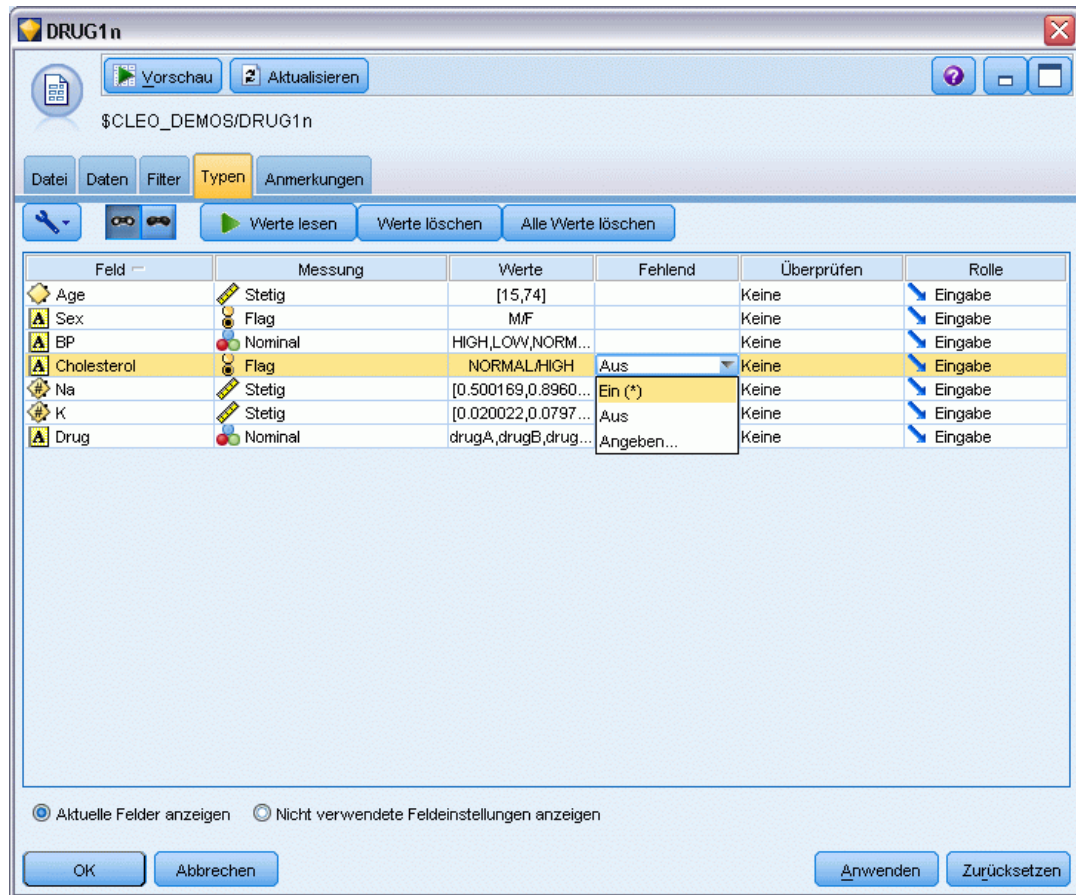 DRUG1n
Vorschau Aktualisieren
$CLEO_DEMOS/DRUG1n
Datei Daten Filter Typen Anmerkungen
Werte lesen Werte löschen Alle Werte löschen
Feld Messung Werte Fehlend Überprüfen Rolle
Age Stetig [15,74] Keine Eingabe
A Sex Flag M/F Keine Eingabe
A BP Nominal HIGH,LOW,NORM... Keine Eingabe
A Cholesterol Flag NORMAL/HIGH Aus Keine Eingabe
# Na Stetig [0.500169,0.8960... Ein (*) Keine Eingabe
# K Stetig [0.020022,0.0797... Aus Keine Eingabe
A Drug Nominal drugA,drugB,drug... Angeben... Keine Eingabe
Aktuelle Felder anzeigen Nicht verwendete Feldeinstellungen anzeigen
OK Abbrechen Anwenden Zurücksetzen